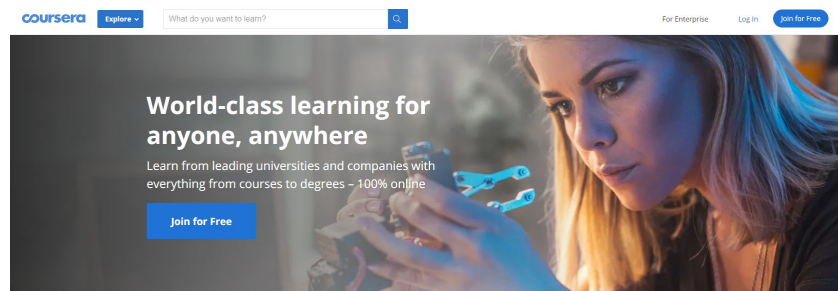 coursera
Explore
What do you want to learn?
For Enterprise
Log In
Join for Free
World-class learning for
anyone, anywhere
Learn from leading universities and companies with
everything from courses to degrees – 100% online
Join for Free